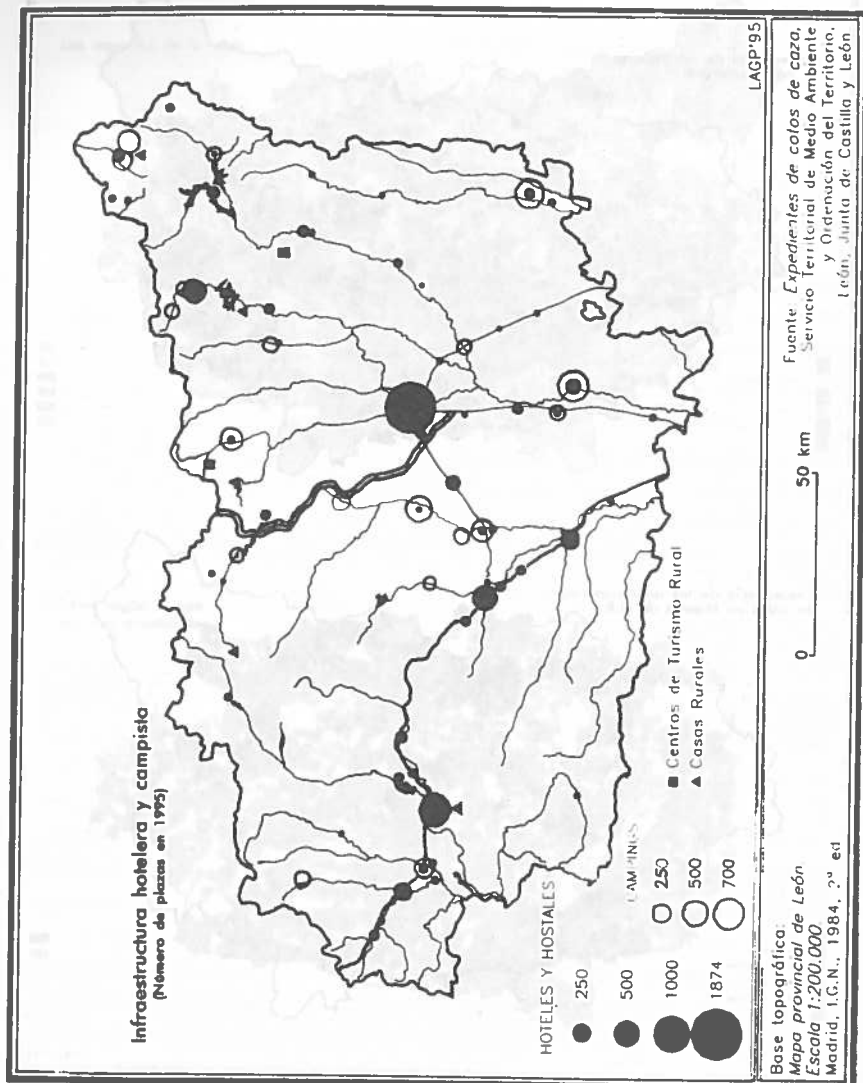 Infraestructura hotelera y campista
(Número de plazas en 1995)
HOTELES Y HOSTALES
250
500
1000
1874
CAMPINGS
250
500
700
Centros de Turismo Rural
Casas Rurales
LAGP'95
Base topográfica:
Mapa provincial de León
Escala 1:200.000.
Madrid, I.G.N., 1984, 2ª ed
0 50 km
Fuente: Expedientes de cotos de caza,
Servicio Territorial de Medio Ambiente
y Ordenación del Territorio,
León, Junta de Castilla y León